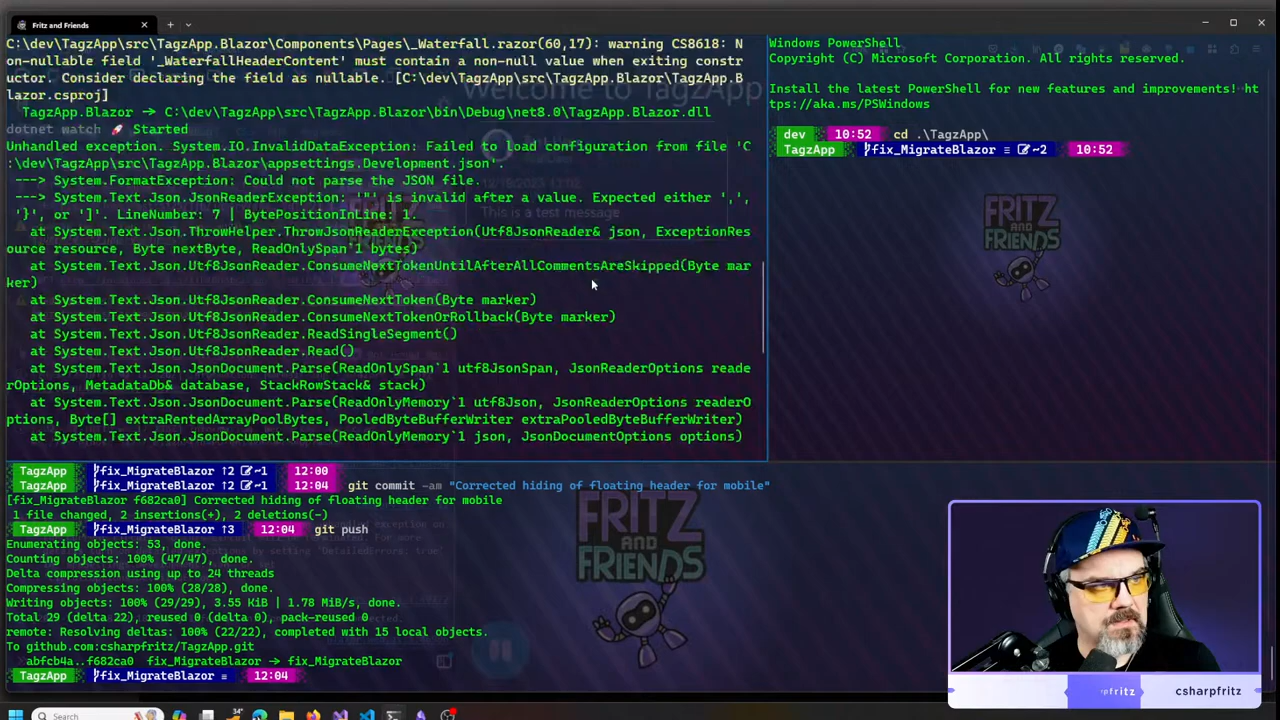 Fritz and Friends
C:\dev\TagzApp\src\TagzApp.Blazor\Components\Pages\_Waterfall.razor(60,17): warning CS8618: N
on-nullable field '_WaterfallHeaderContent' must contain a non-null value when exiting constr
uctor. Consider declaring the field as nullable. [C:\dev\TagzApp\src\TagzApp.Blazor\TagzApp.B
lazor.csproj]
Welcome to TagzApp
TagzApp.Blazor -> C:\dev\TagzApp\src\TagzApp.Blazor\bin\Debug\net8.0\TagzApp.Blazor.dll
dotnet watch 🚀 Started
Unhandled exception. System.IO.InvalidDataException: Failed to load configuration from file 'C
:\dev\TagzApp\src\TagzApp.Blazor\appsettings.Development.json'.
---> System.FormatException: Could not parse the JSON file.
---> System.Text.Json.JsonReaderException: '"' is invalid after a value. Expected either ',',
'}', or ']'. LineNumber: 7 | BytePositionInLine: 1.
This is a test message
at System.Text.Json.ThrowHelper.ThrowJsonReaderException(Utf8JsonReader& json, ExceptionRes
ource resource, Byte nextByte, ReadOnlySpan`1 bytes)
at System.Text.Json.Utf8JsonReader.ConsumeNextTokenUntilAfterAllCommentsAreSkipped(Byte mar
ker)
at System.Text.Json.Utf8JsonReader.ConsumeNextToken(Byte marker)
at System.Text.Json.Utf8JsonReader.ConsumeNextTokenOrRollback(Byte marker)
at System.Text.Json.Utf8JsonReader.ReadSingleSegment()
at System.Text.Json.Utf8JsonReader.Read()
at System.Text.Json.JsonDocument.Parse(ReadOnlySpan`1 utf8JsonSpan, JsonReaderOptions reade
rOptions, MetadataDb& database, StackRowStack& stack)
at System.Text.Json.JsonDocument.Parse(ReadOnlyMemory`1 utf8Json, JsonReaderOptions readerO
ptions, Byte[] extraRentedArrayPoolBytes, PooledByteBufferWriter extraPooledByteBufferWriter)
at System.Text.Json.JsonDocument.Parse(ReadOnlyMemory`1 json, JsonDocumentOptions options)
Windows PowerShell
Copyright (C) Microsoft Corporation. All rights reserved.
Install the latest PowerShell for new features and improvements! ht
tps://aka.ms/PSWindows
dev 10:52 cd .\TagzApp\
TagzApp fix_MigrateBlazor ≡ ~2 10:52
FRITZ
AND
FRIENDS
TagzApp fix_MigrateBlazor ↑2 ~1 12:00
TagzApp fix_MigrateBlazor ↑2 ~1 12:04 git commit -am "Corrected hiding of floating header for mobile"
[fix_MigrateBlazor f682ca0] Corrected hiding of floating header for mobile
1 file changed, 2 insertions(+), 2 deletions(-)
TagzApp fix_MigrateBlazor ↑3 12:04 git push
Enumerating objects: 53, done.
Counting objects: 100% (47/47), done.
Delta compression using up to 24 threads
Compressing objects: 100% (28/28), done.
Writing objects: 100% (29/29), 3.55 KiB | 1.78 MiB/s, done.
Total 29 (delta 22), reused 0 (delta 0), pack-reused 0
remote: Resolving deltas: 100% (22/22), completed with 15 local objects.
To github.com:csharpfritz/TagzApp.git
abfcb4a..f682ca0 fix_MigrateBlazor -> fix_MigrateBlazor
TagzApp fix_MigrateBlazor ≡ 12:04
FRITZ
AND
FRIENDS
pfritz
csharpfritz
Search
34°